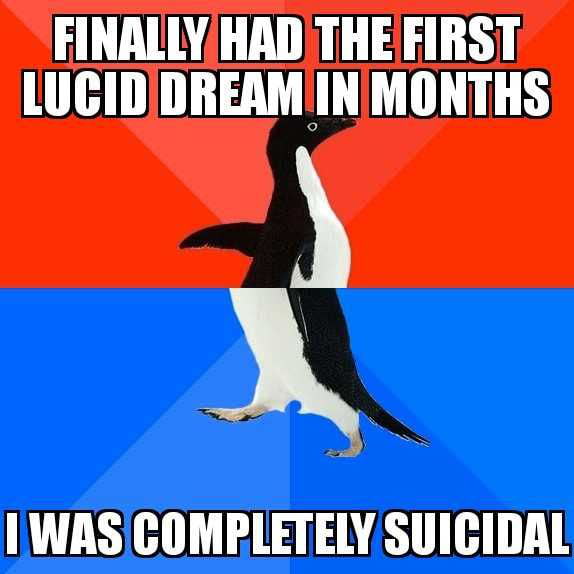 FINALLY HAD THE FIRST
LUCID DREAM IN MONTHS
I WAS COMPLETELY SUICIDAL